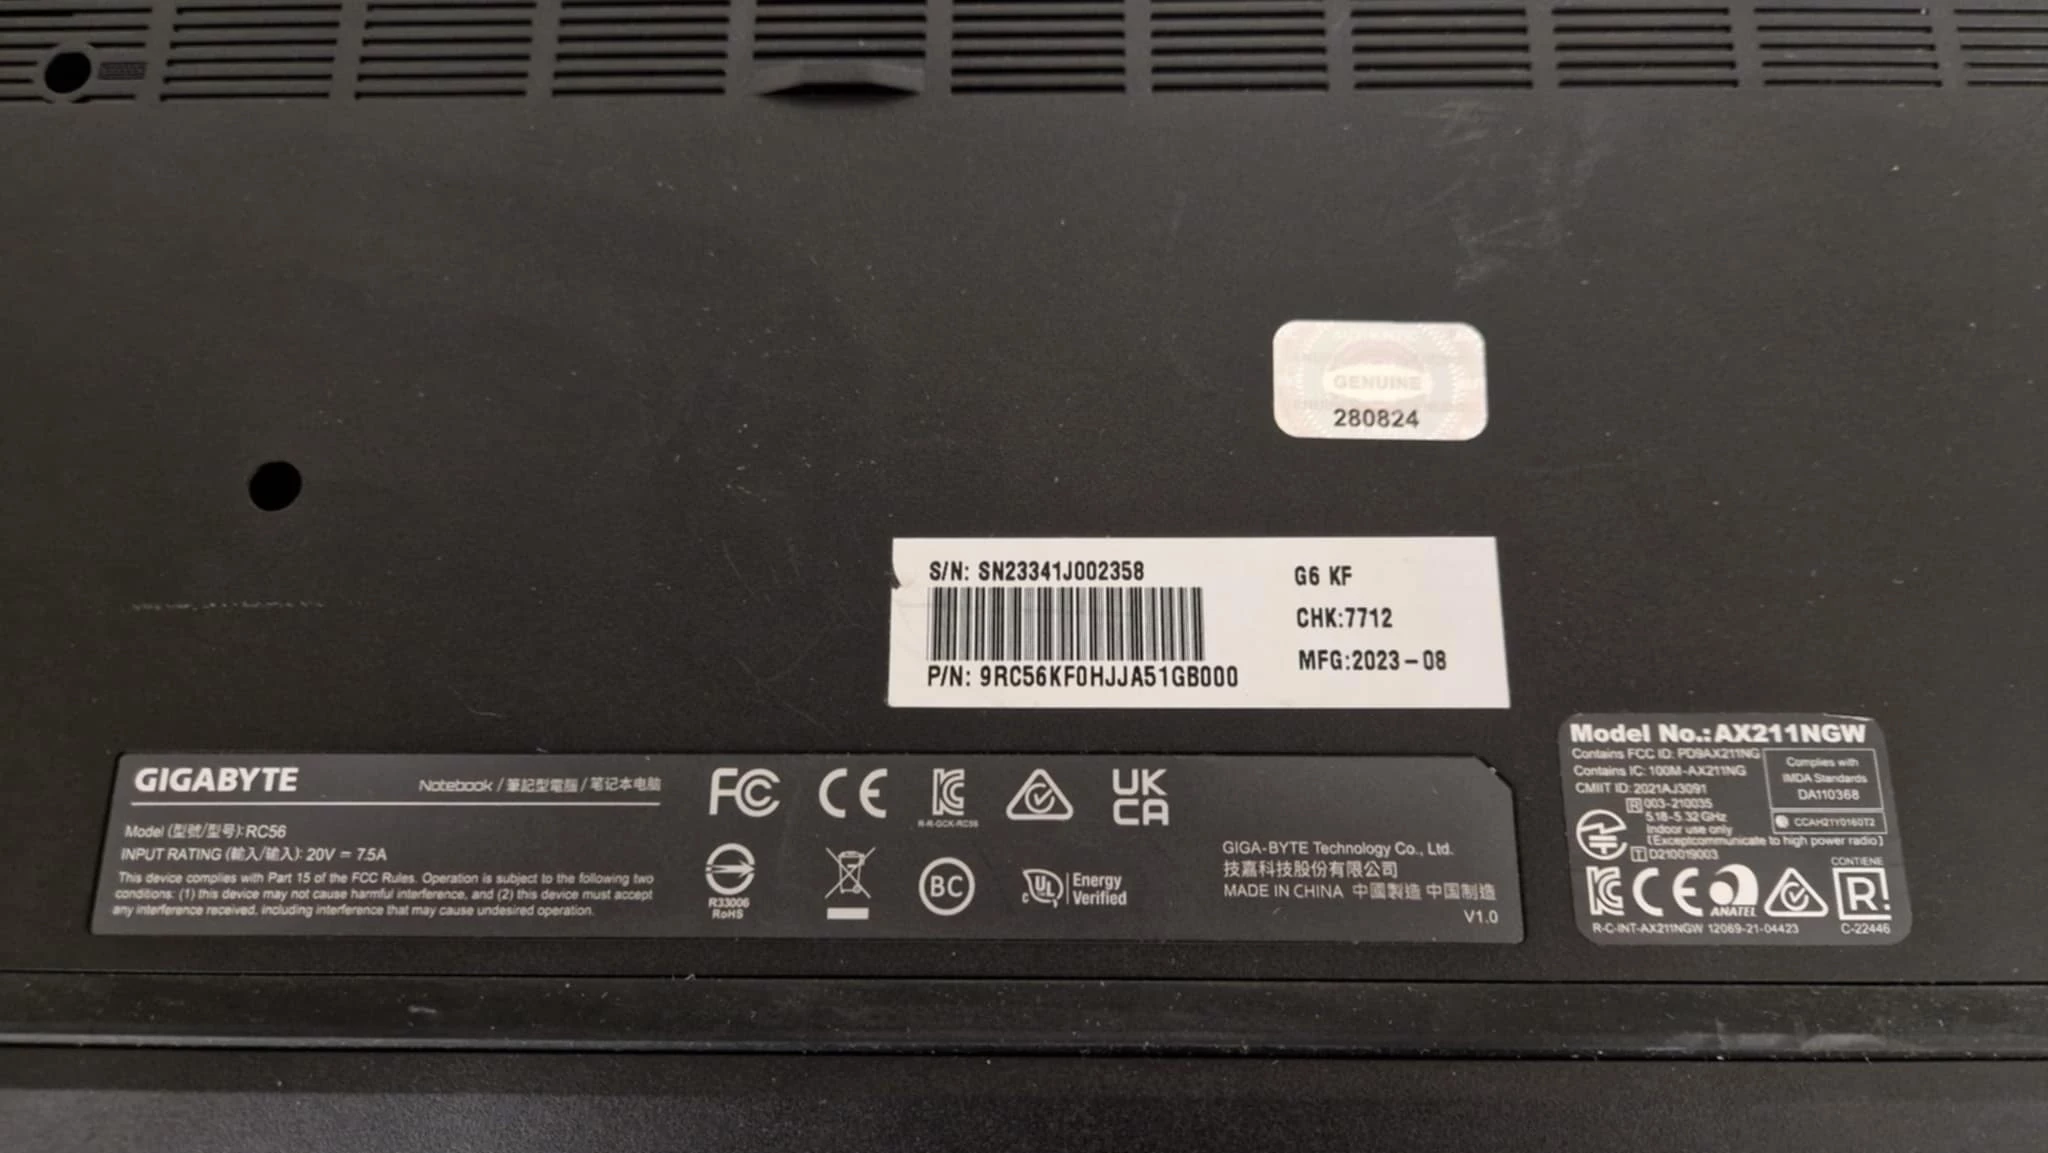 GENUINE
280824
S/N: SN23341J002358
P/N: 9RC56KF0HJJA51GB000
G6 KF
CHK:7712
MFG:2023-08
GIGABYTE
Notebook / 筆記型電腦 / 笔记本电脑
Model (型號/型号): RC56
INPUT RATING (輸入/输入): 20V = 7.5A
This device complies with Part 15 of the FCC Rules. Operation is subject to the following two
conditions: (1) this device may not cause harmful interference, and (2) this device must accept
any interference received, including interference that may cause undesired operation.
FC CE
R-R-GCK-RC56
UK
CA
R33006
RoHS
BC
c UL Energy
Verified
GIGA-BYTE Technology Co., Ltd.
技嘉科技股份有限公司
MADE IN CHINA 中國製造 中国制造
V1.0
Model No.: AX211NGW
Contains FCC ID: PD9AX211NG
Contains IC: 100M-AX211NG
CMIIT ID: 2021AJ3091
Complies with
IMDA Standards
DA110368
CCAH21Y0160T2
R 003-210035
5.18-5.32 GHz
Indoor use only
[Exceptcommunicate to high power radio]
T D210019003
CONTIENE
CE
ANATEL
R!
R-C-INT-AX211NGW 12069-21-04423
C-22446